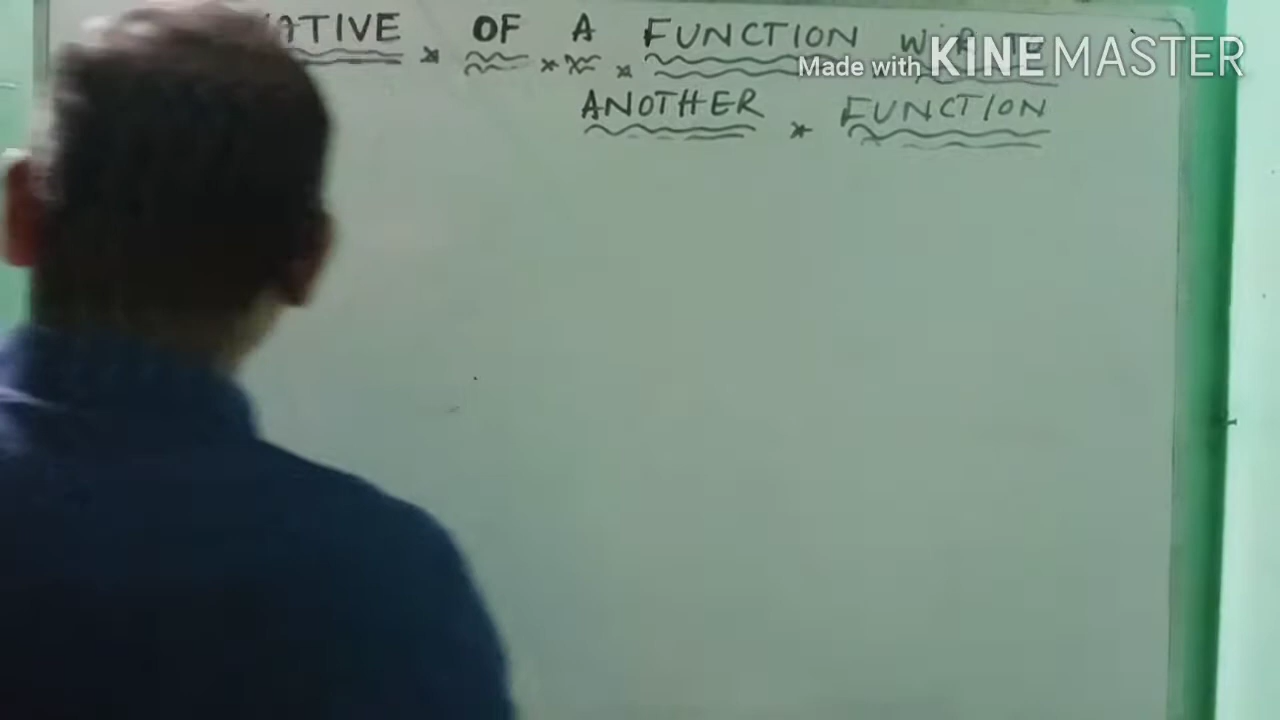 ATIVE OF A FUNCTION W.R.T.
Made with KINEMASTER
ANOTHER FUNCTION